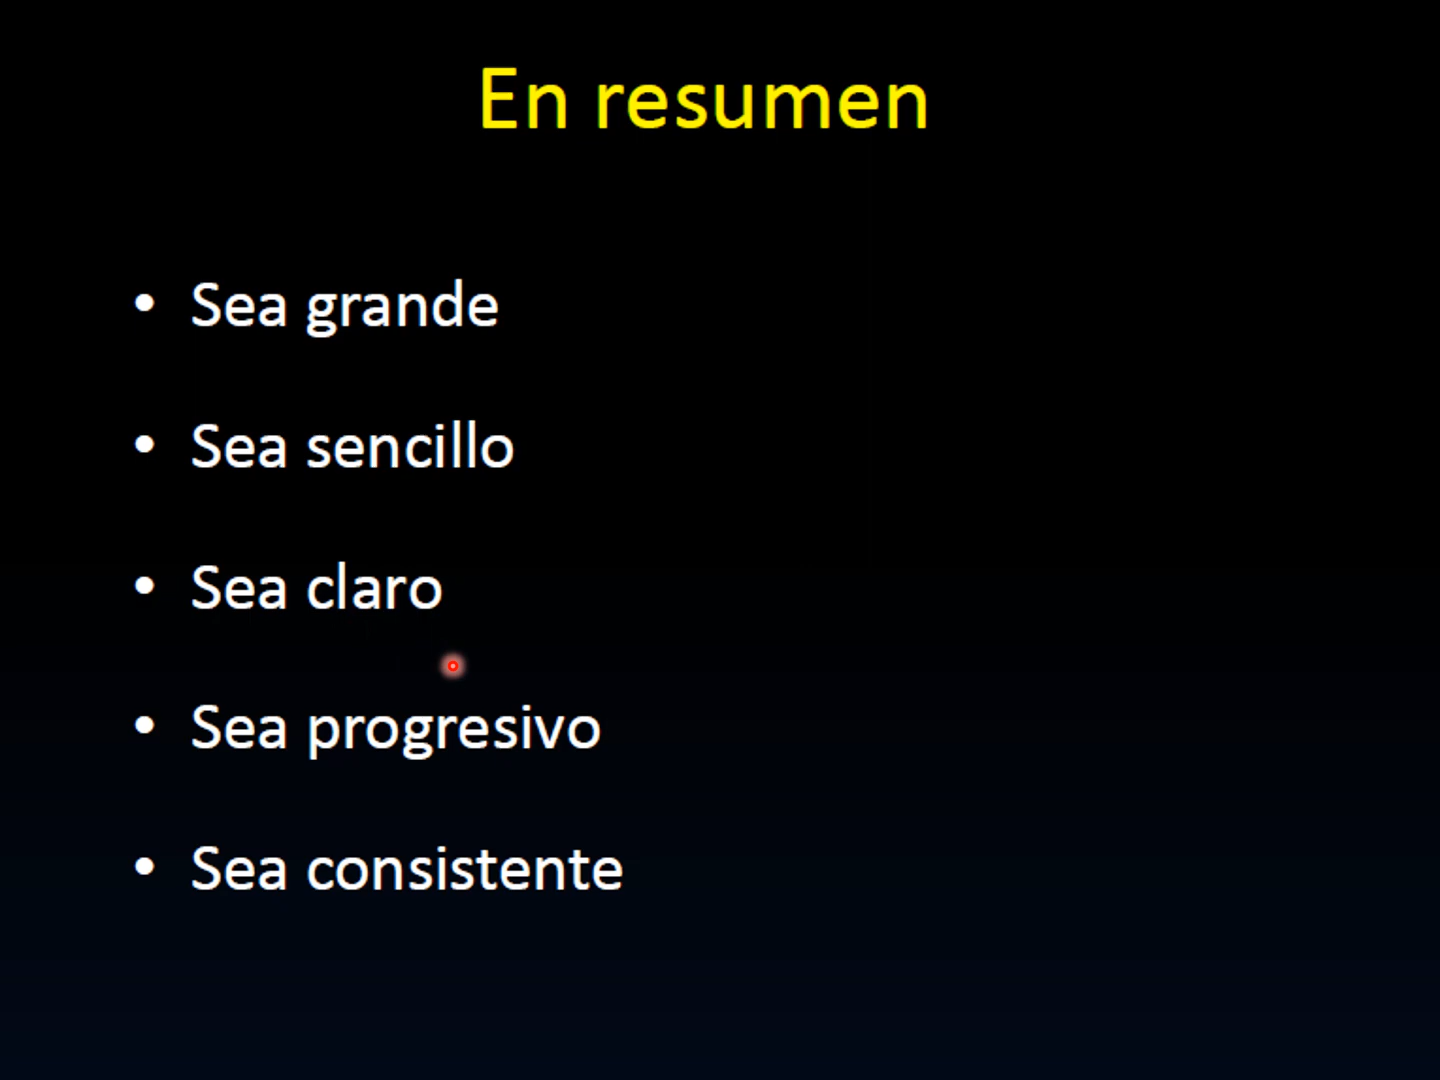 En resumen
• Sea grande
• Sea sencillo
• Sea claro
• Sea progresivo
• Sea consistente